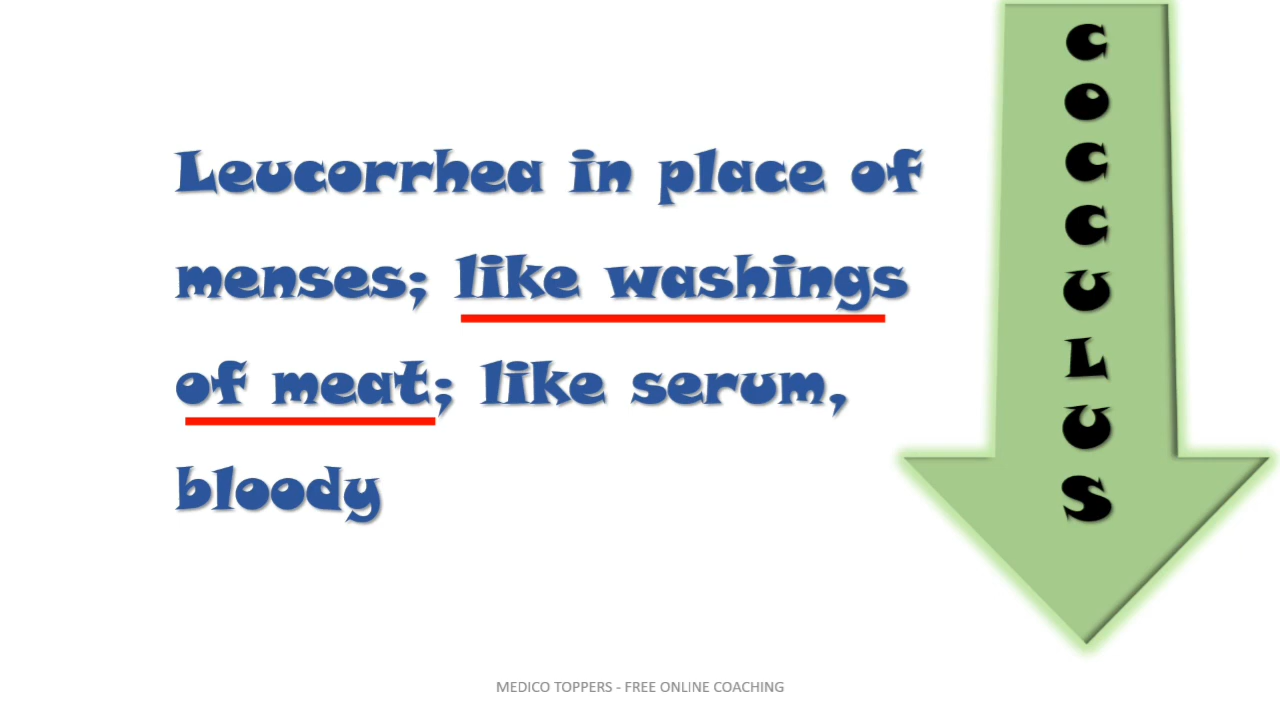 Leucorrhea in place of
menses; like washings
of meat; like serum,
bloody
COCCULUS
MEDICO TOPPERS - FREE ONLINE COACHING